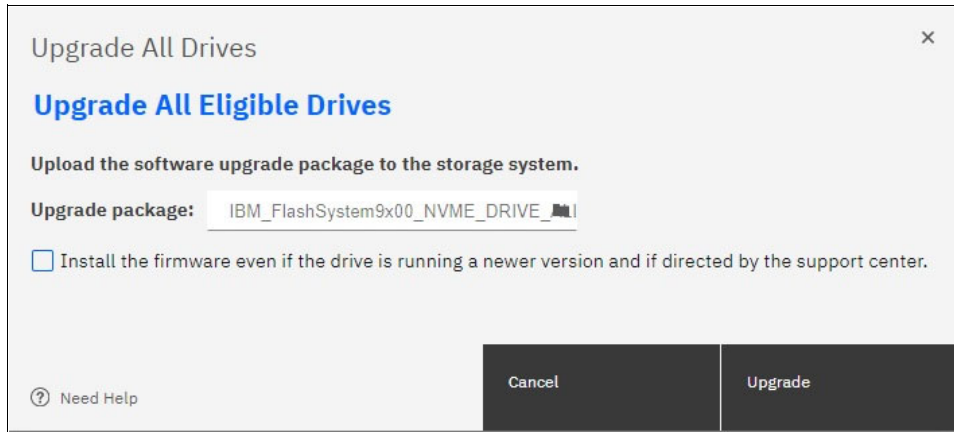 Upgrade All Drives
Upgrade All Eligible Drives
Upload the software upgrade package to the storage system.
Upgrade package: IBM_FlashSystem9x00_NVME_DRIVE_
Install the firmware even if the drive is running a newer version and if directed by the support center.
Need Help
Cancel
Upgrade